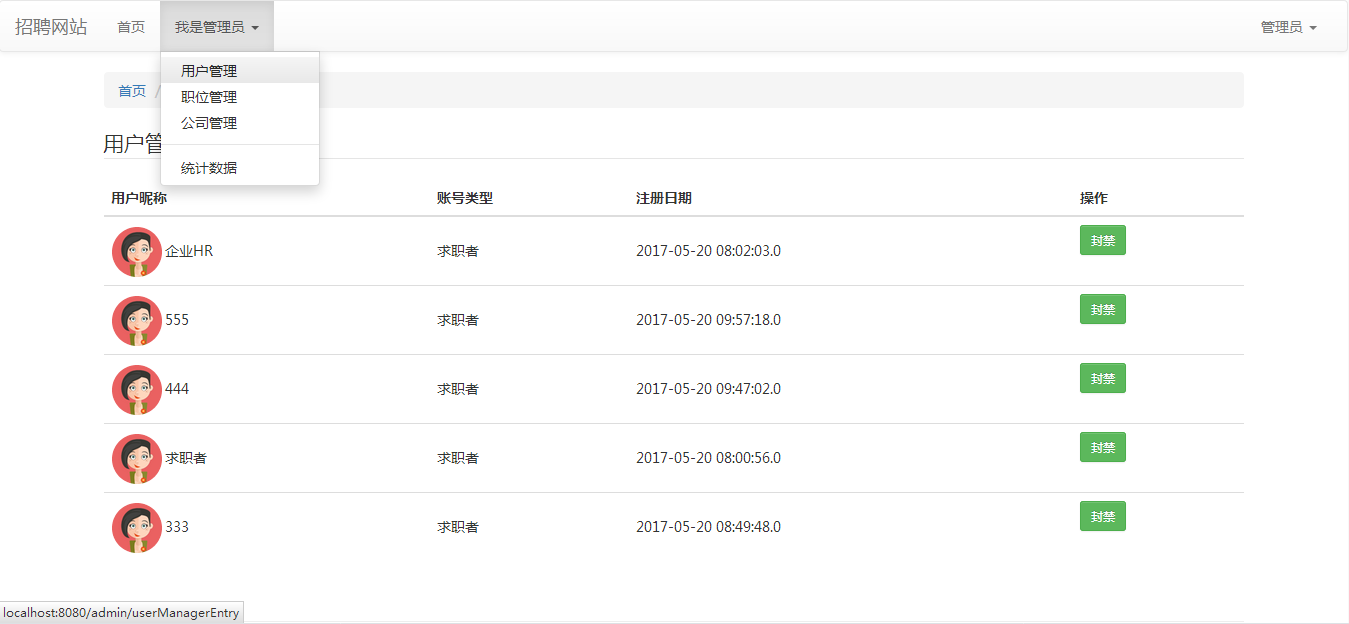 招聘网站 首页 我是管理员 管理员
用户管理
首页 /
职位管理
公司管理
用户管
统计数据
用户昵称 账号类型 注册日期 操作
企业HR 求职者 2017-05-20 08:02:03.0 封禁
555 求职者 2017-05-20 09:57:18.0 封禁
444 求职者 2017-05-20 09:47:02.0 封禁
求职者 求职者 2017-05-20 08:00:56.0 封禁
333 求职者 2017-05-20 08:49:48.0 封禁
localhost:8080/admin/userManagerEntry